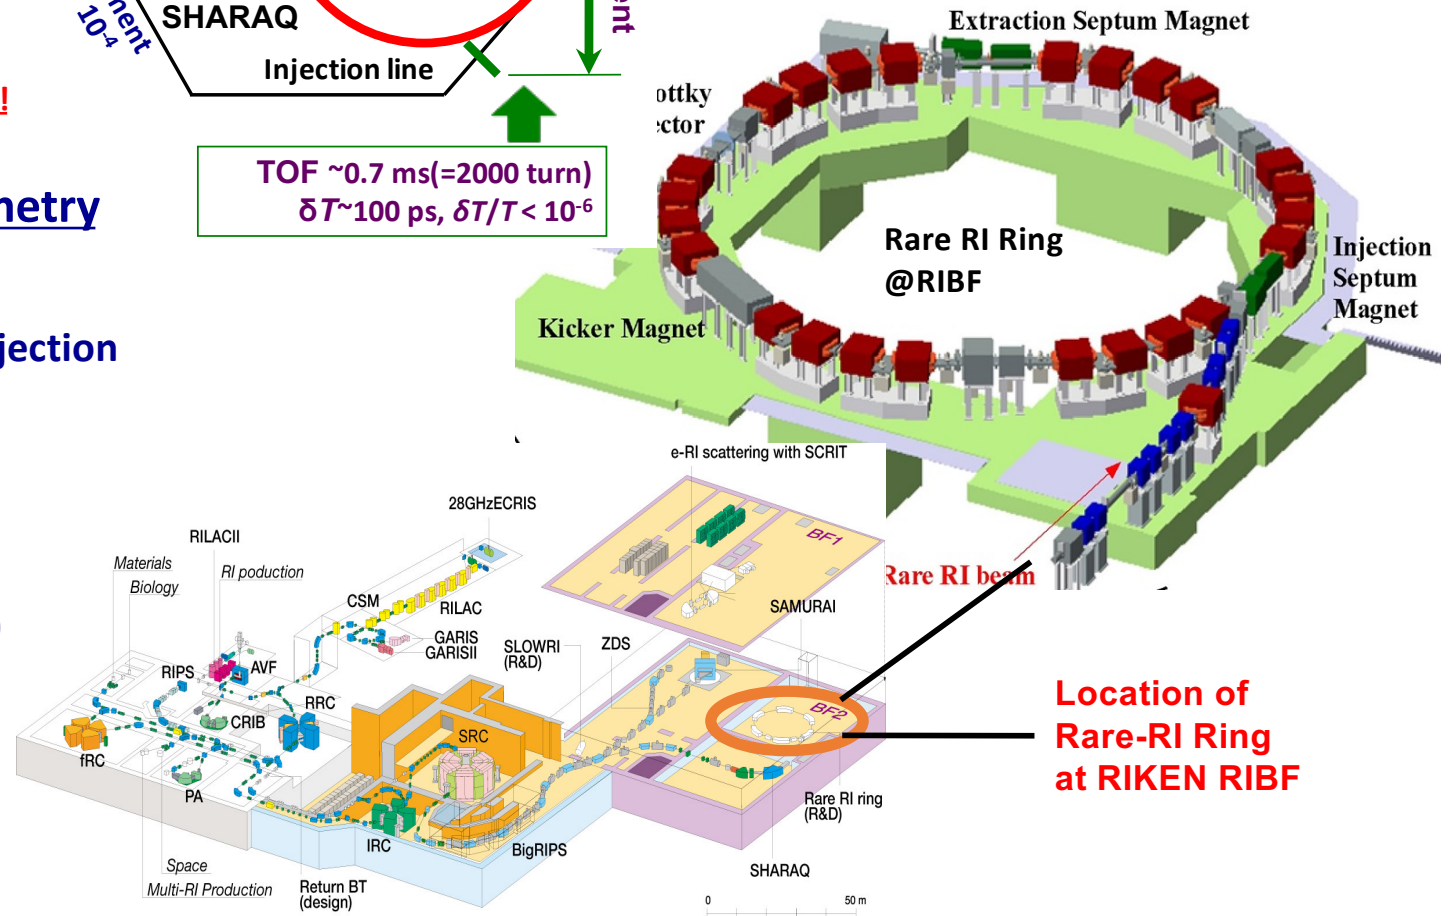 SHARAQ
10-4
Injection line
!
TOF ~0.7 ms(=2000 turn)
δT~100 ps, δT/T < 10-6
Extraction Septum Magnet
Rare RI Ring
@RIBF
Injection
Septum
Magnet
Kicker Magnet
Rare RI beam
e-RI scattering with SCRIT
28GHzECRIS
RILACII
Materials
Biology
RI production
CSM
RILAC
GARIS
GARISII
BF1
SAMURAI
SLOWRI
(R&D)
ZDS
RIPS
AVF
RRC
CRIB
SRC
BF2
fRC
PA
IRC
BigRIPS
Rare RI ring
(R&D)
SHARAQ
Space
Multi-RI Production
Return BT
(design)
0 50 m
Location of
Rare-RI Ring
at RIKEN RIBF